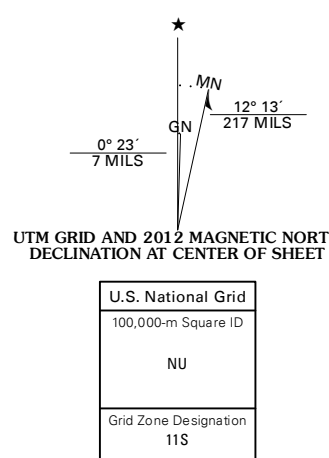 ★
MN
GN
12° 13´
217 MILS
0° 23´
7 MILS
UTM GRID AND 2012 MAGNETIC NORT
DECLINATION AT CENTER OF SHEET
U.S. National Grid
100,000-m Square ID
NU
Grid Zone Designation
11S